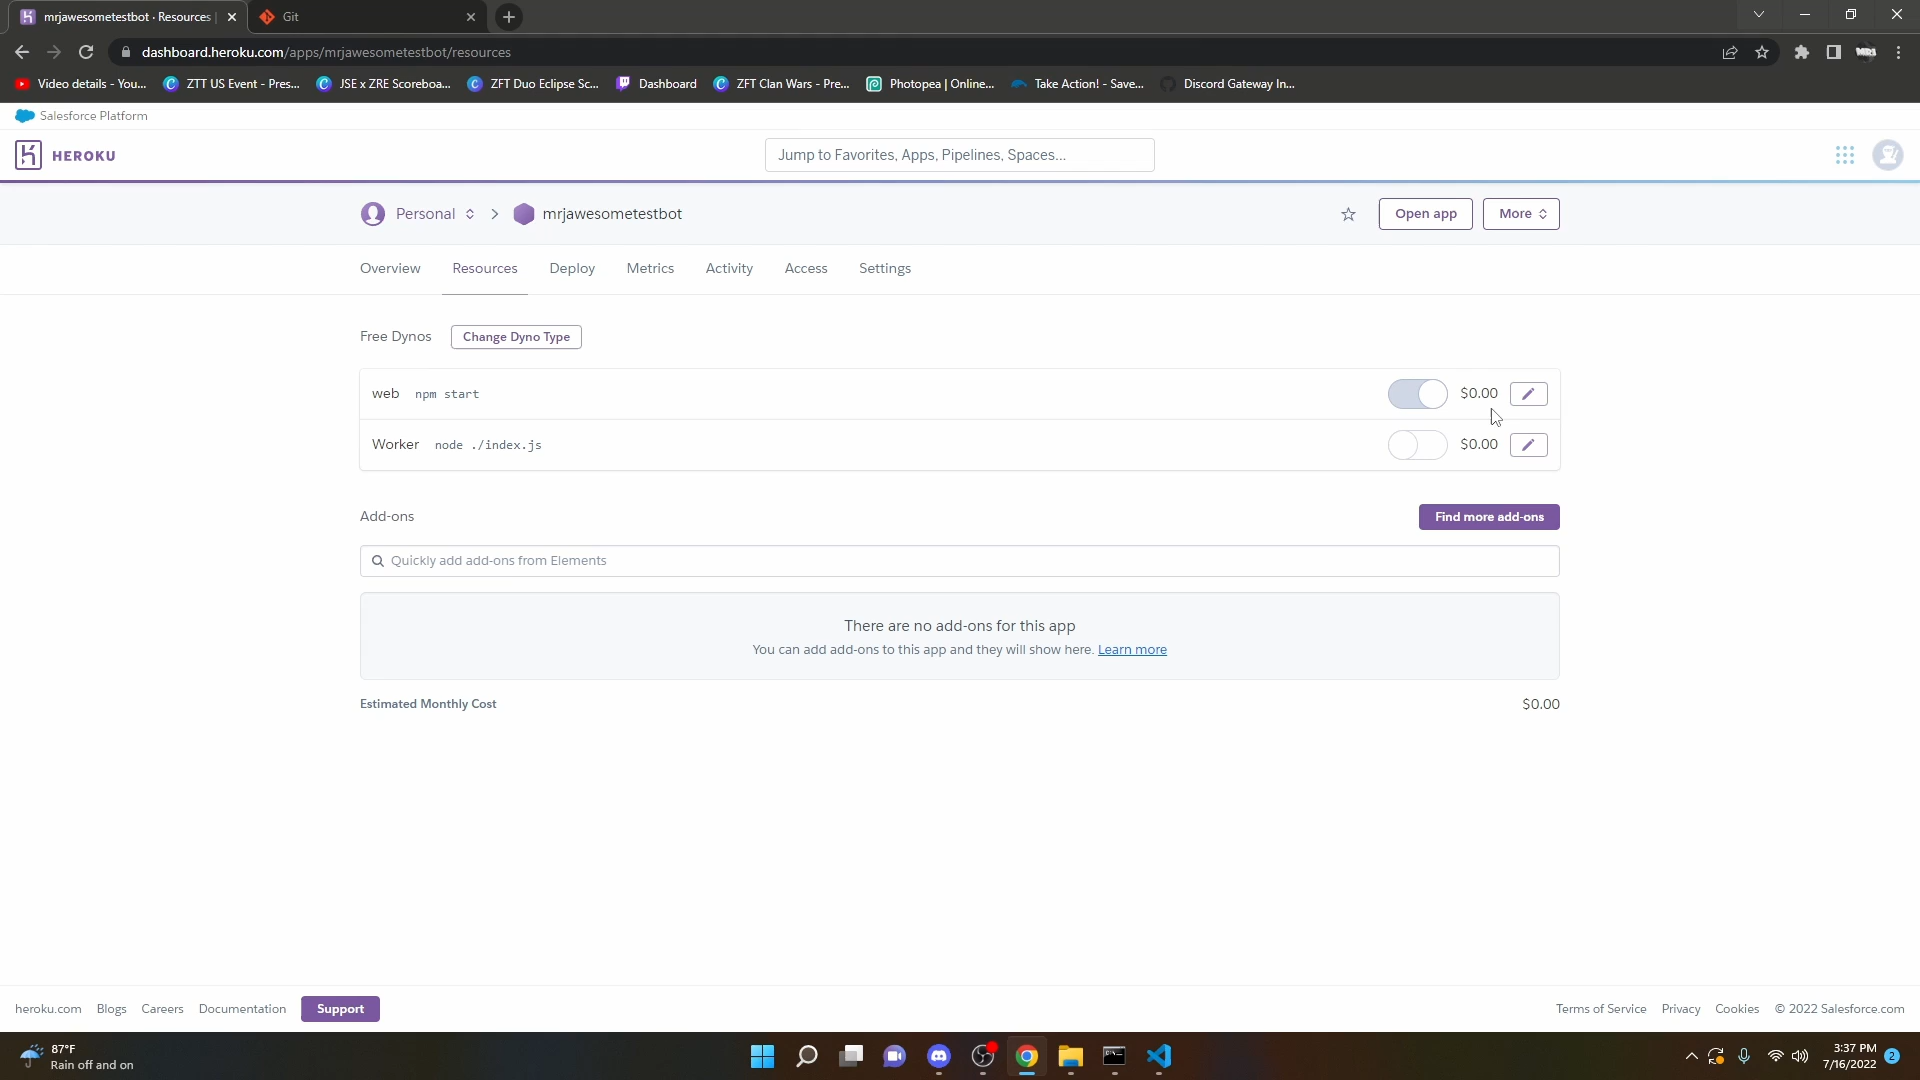 mrjawesometestbot · Resources |
Git
dashboard.heroku.com/apps/mrjawesometestbot/resources
Video details - You...
ZTT US Event - Pres...
JSE x ZRE Scoreboa...
ZFT Duo Eclipse Sc...
Dashboard
ZFT Clan Wars - Pre...
Photopea | Online...
Take Action! - Save...
Discord Gateway In...
Salesforce Platform
HEROKU
Jump to Favorites, Apps, Pipelines, Spaces...
Personal
mrjawesometestbot
Open app
More
Overview
Resources
Deploy
Metrics
Activity
Access
Settings
Free Dynos
Change Dyno Type
web npm start
$0.00
Worker node ./index.js
$0.00
Add-ons
Find more add-ons
Quickly add add-ons from Elements
There are no add-ons for this app
You can add add-ons to this app and they will show here. Learn more
Estimated Monthly Cost
$0.00
heroku.com
Blogs
Careers
Documentation
Support
Terms of Service
Privacy
Cookies
© 2022 Salesforce.com
87°F
Rain off and on
3:37 PM
7/16/2022
2